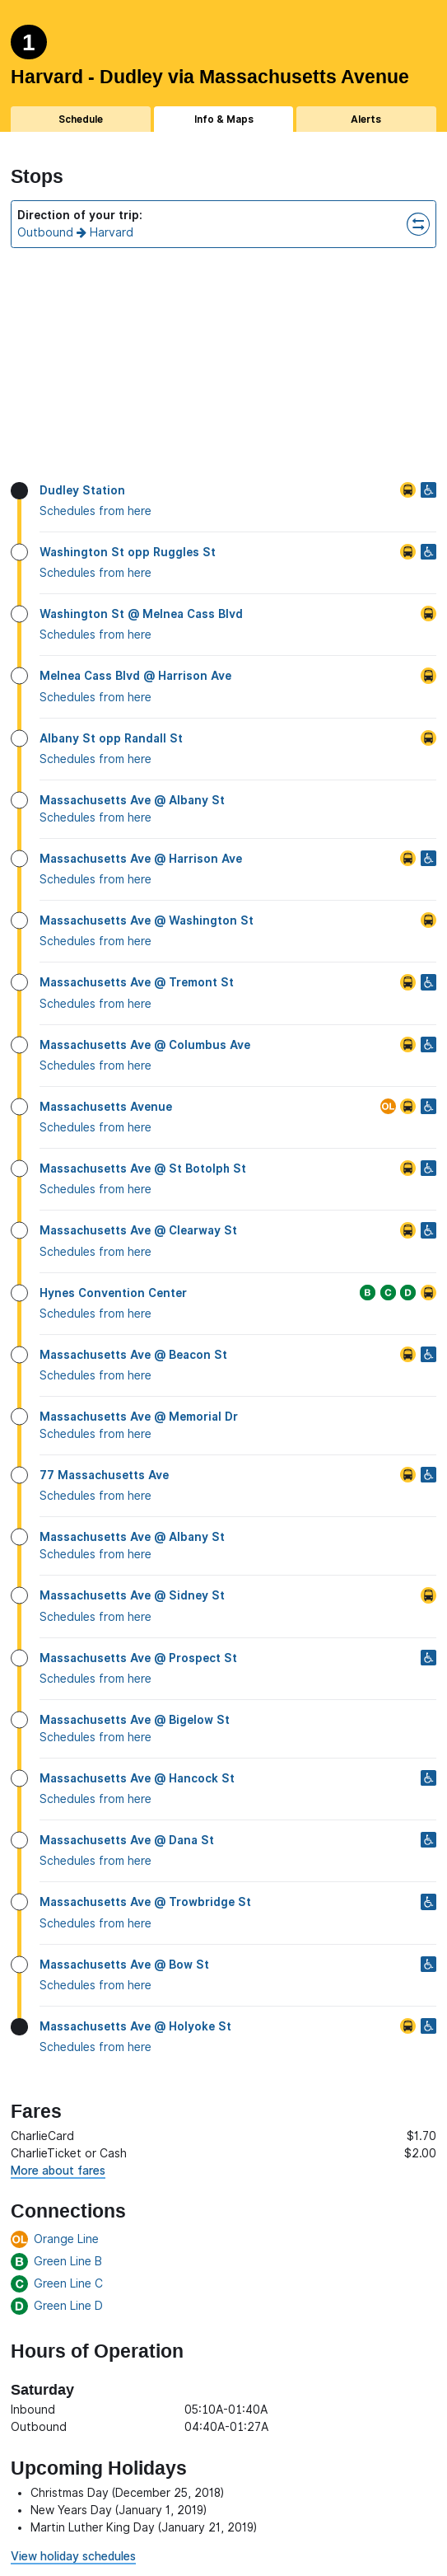 1
Harvard - Dudley via Massachusetts Avenue
Schedule Info & Maps Alerts
Stops
Direction of your trip:
Outbound → Harvard
Dudley Station
Schedules from here
Washington St opp Ruggles St
Schedules from here
Washington St @ Melnea Cass Blvd
Schedules from here
Melnea Cass Blvd @ Harrison Ave
Schedules from here
Albany St opp Randall St
Schedules from here
Massachusetts Ave @ Albany St
Schedules from here
Massachusetts Ave @ Harrison Ave
Schedules from here
Massachusetts Ave @ Washington St
Schedules from here
Massachusetts Ave @ Tremont St
Schedules from here
Massachusetts Ave @ Columbus Ave
Schedules from here
Massachusetts Avenue OL
Schedules from here
Massachusetts Ave @ St Botolph St
Schedules from here
Massachusetts Ave @ Clearway St
Schedules from here
Hynes Convention Center B C D
Schedules from here
Massachusetts Ave @ Beacon St
Schedules from here
Massachusetts Ave @ Memorial Dr
Schedules from here
77 Massachusetts Ave
Schedules from here
Massachusetts Ave @ Albany St
Schedules from here
Massachusetts Ave @ Sidney St
Schedules from here
Massachusetts Ave @ Prospect St
Schedules from here
Massachusetts Ave @ Bigelow St
Schedules from here
Massachusetts Ave @ Hancock St
Schedules from here
Massachusetts Ave @ Dana St
Schedules from here
Massachusetts Ave @ Trowbridge St
Schedules from here
Massachusetts Ave @ Bow St
Schedules from here
Massachusetts Ave @ Holyoke St
Schedules from here
Fares
CharlieCard $1.70
CharlieTicket or Cash $2.00
More about fares
Connections
OL Orange Line
B Green Line B
C Green Line C
D Green Line D
Hours of Operation
Saturday
Inbound 05:10A-01:40A
Outbound 04:40A-01:27A
Upcoming Holidays
• Christmas Day (December 25, 2018)
• New Years Day (January 1, 2019)
• Martin Luther King Day (January 21, 2019)
View holiday schedules